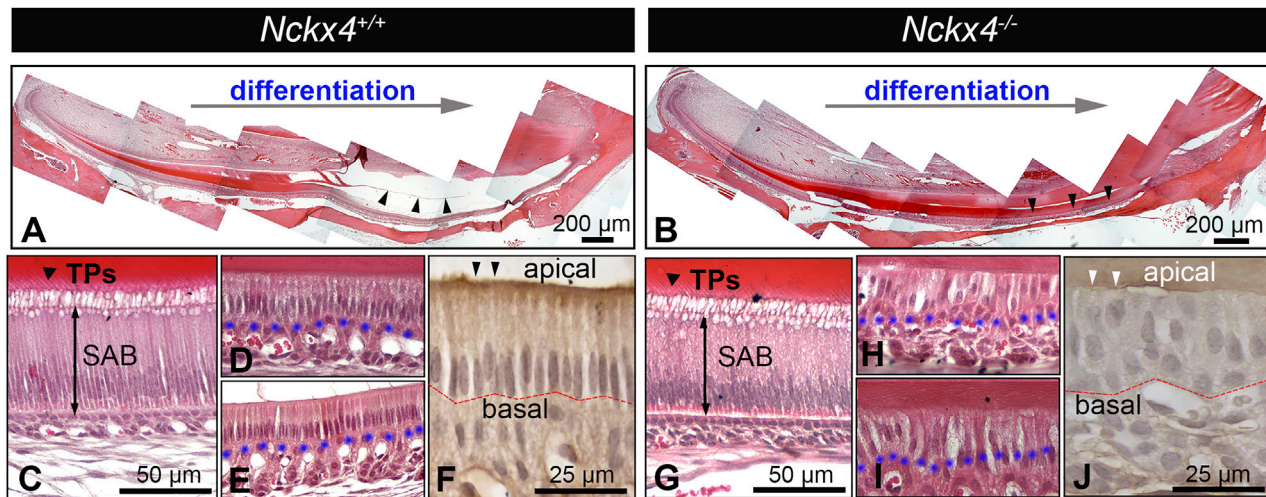 Nckx4+/+
Nckx4-/-
differentiation
A
200 µm
differentiation
B
200 µm
TPs
SAB
C
50 µm
D
E
apical
basal
F
25 µm
TPs
SAB
G
50 µm
H
I
apical
basal
J
25 µm